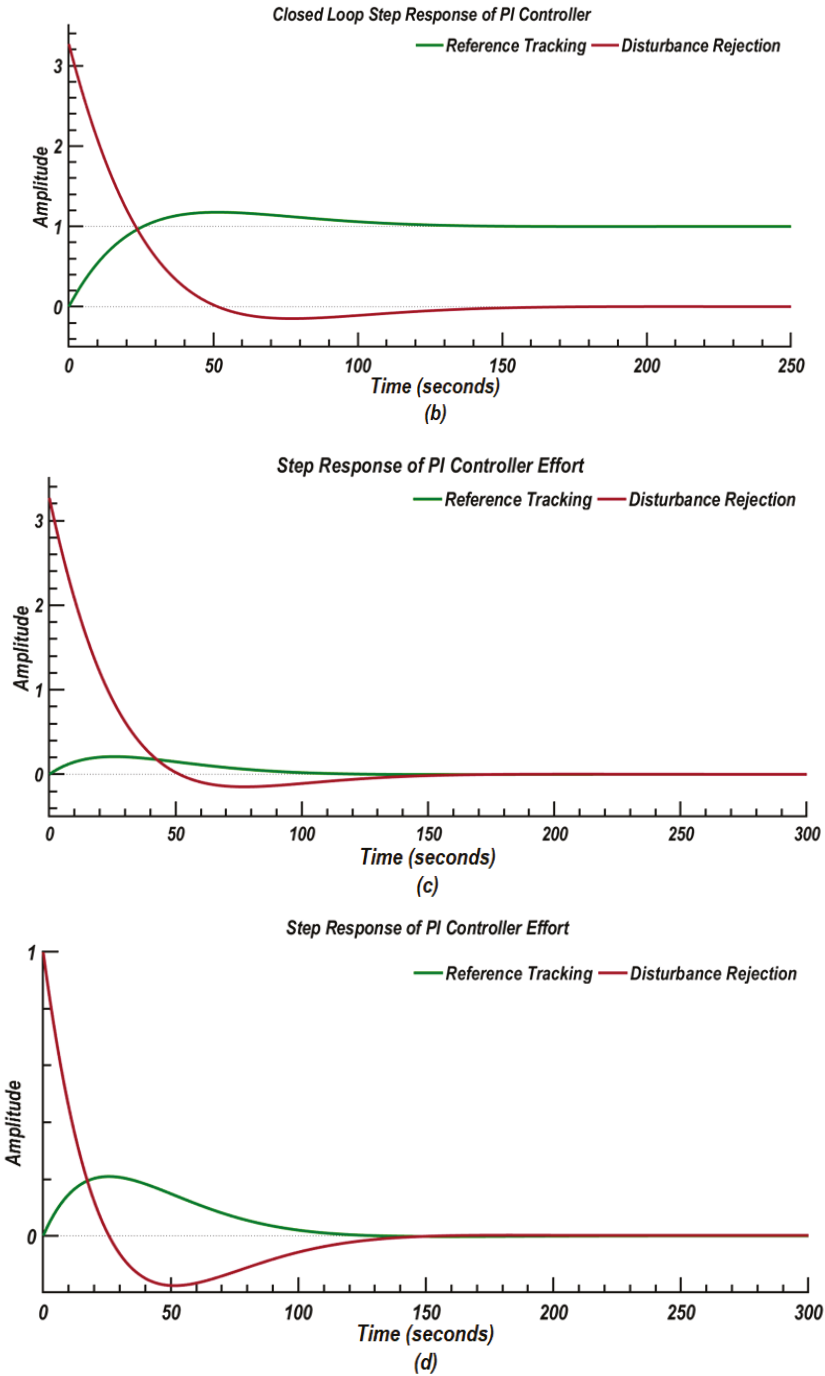 Closed Loop Step Response of PI Controller
Reference Tracking Disturbance Rejection
3
2
1
0
Amplitude
0 50 100 150 200 250
Time (seconds)
(b)
Step Response of PI Controller Effort
Reference Tracking Disturbance Rejection
3
2
1
0
Amplitude
0 50 100 150 200 250 300
Time (seconds)
(c)
Step Response of PI Controller Effort
1
Reference Tracking Disturbance Rejection
Amplitude
0
0 50 100 150 200 250 300
Time (seconds)
(d)